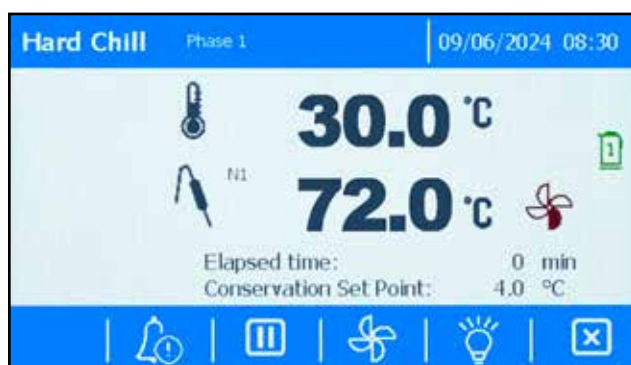 Hard Chill Phase 1 09/06/2024 08:30
30.0 °C
1
N1 72.0 °C
Elapsed time: 0 min
Conservation Set Point: 4.0 °C